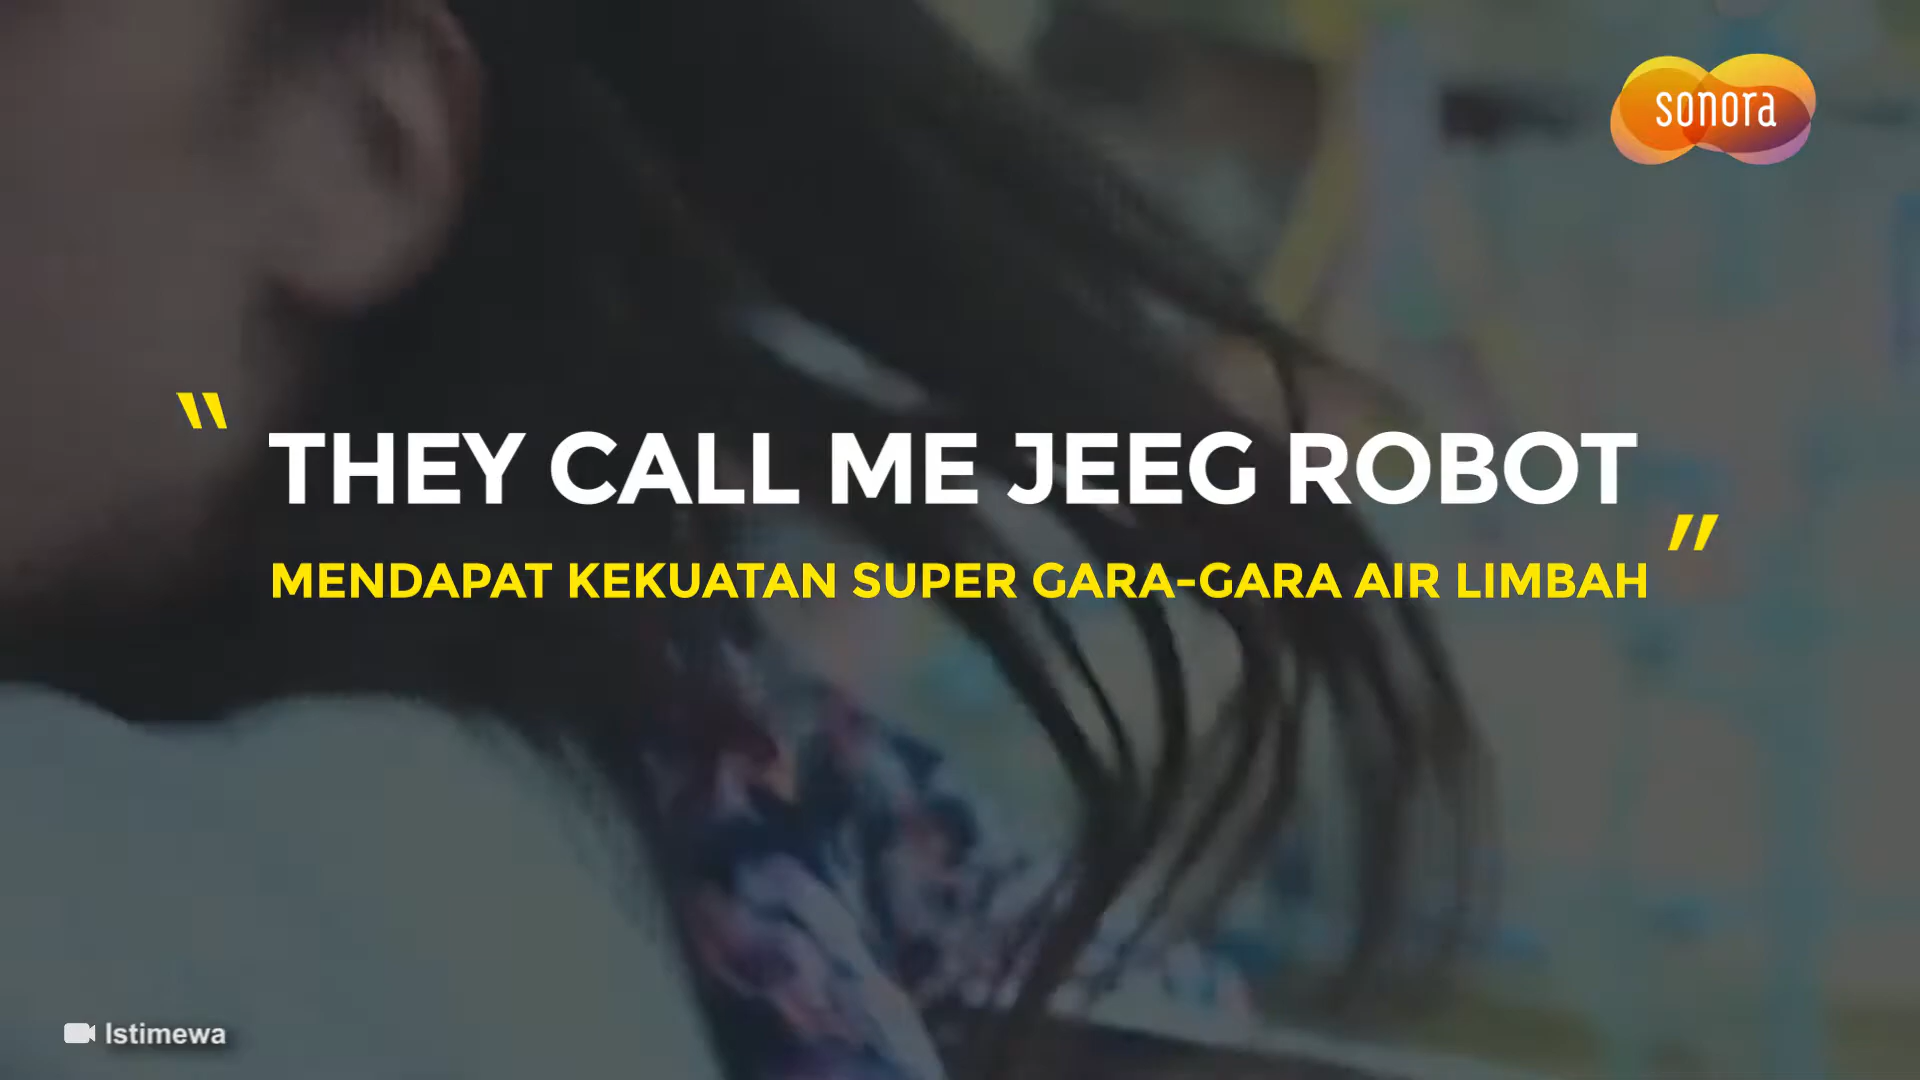 sonora
" THEY CALL ME JEEG ROBOT
MENDAPAT KEKUATAN SUPER GARA-GARA AIR LIMBAH "
Istimewa